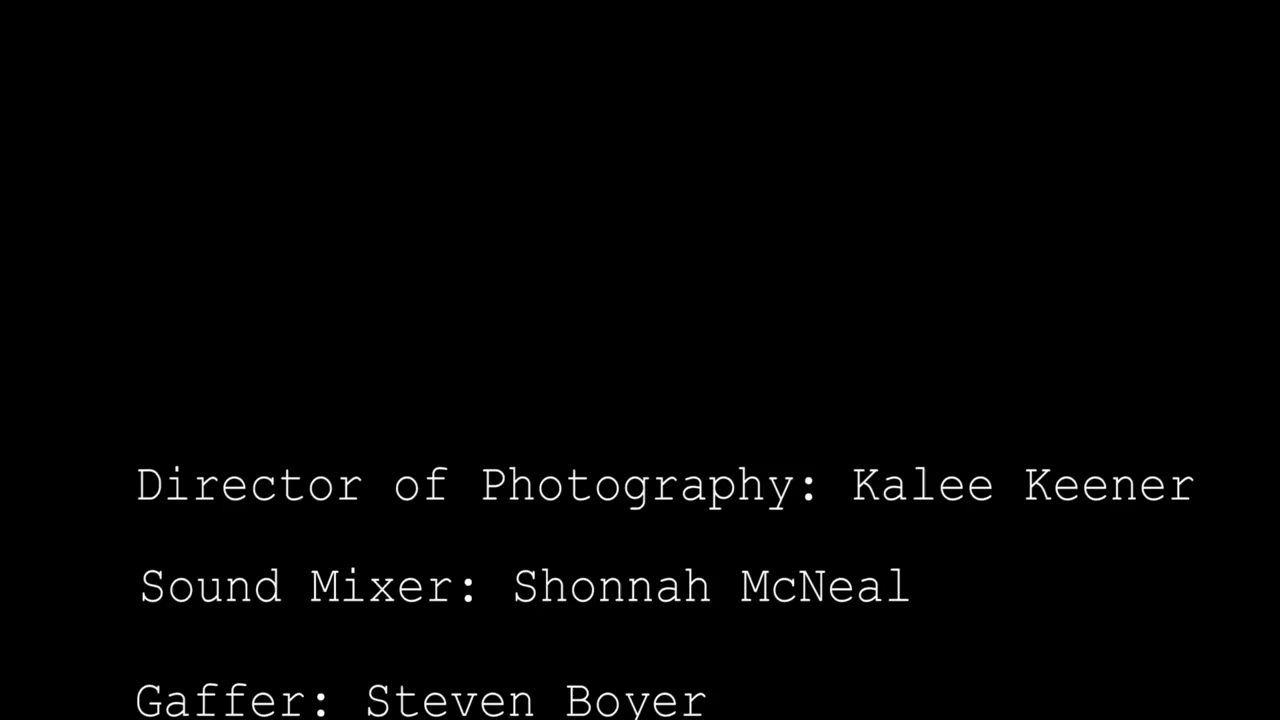 Director of Photography: Kalee Keener
Sound Mixer: Shonnah McNeal
Gaffer: Steven Boyer